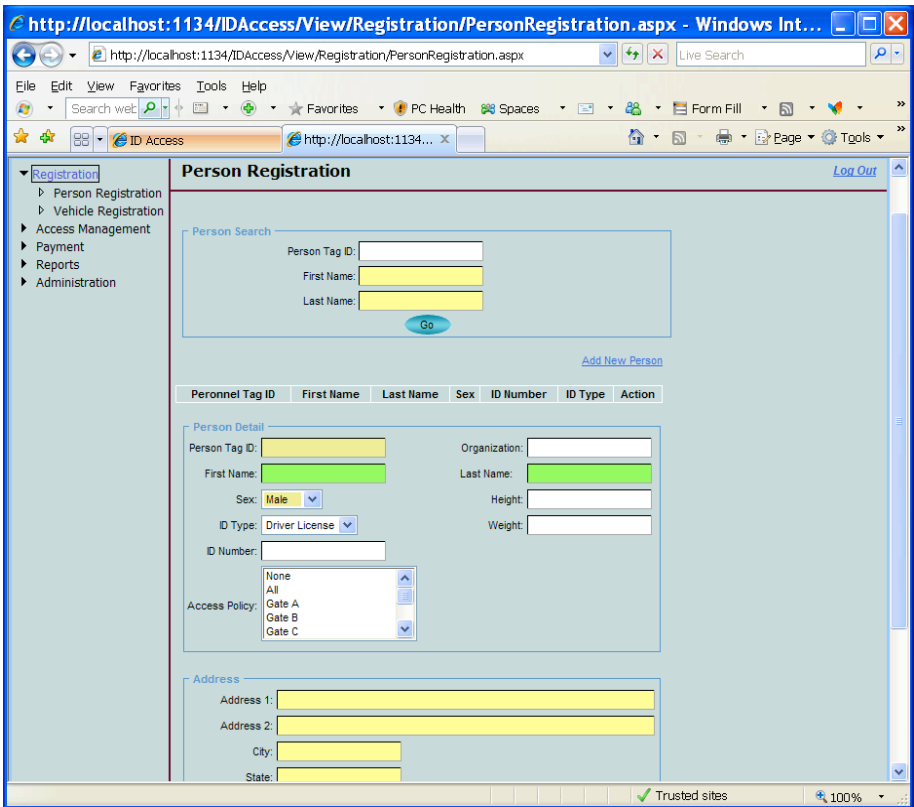 http://localhost:1134/IDAccess/View/Registration/PersonRegistration.aspx - Windows Int...
http://localhost:1134/IDAccess/View/Registration/PersonRegistration.aspx Live Search
File Edit View Favorites Tools Help
Search web Favorites PC Health Spaces Form Fill »
ID Access http://localhost:1134... X Page Tools »
Registration
Person Registration
Vehicle Registration
Access Management
Payment
Reports
Administration
Person Registration Log Out
Person Search
Person Tag ID:
First Name:
Last Name:
Go
Add New Person
Peronnel Tag ID First Name Last Name Sex ID Number ID Type Action
Person Detail
Person Tag ID: Organization:
First Name: Last Name:
Sex: Male Height:
ID Type: Driver License Weight:
ID Number:
Access Policy:
None
All
Gate A
Gate B
Gate C
Address
Address 1:
Address 2:
City:
State:
Trusted sites 100%